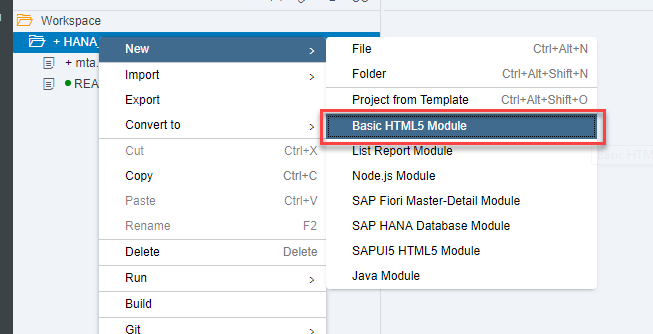 Workspace
+ HANA
+ mta.
REA
New
Import
Export
Convert to
Cut Ctrl+X
Copy Ctrl+C
Paste Ctrl+V
Rename F2
Delete Delete
Run
Build
Git
File Ctrl+Alt+N
Folder Ctrl+Alt+Shift+N
Project from Template Ctrl+Alt+Shift+O
Basic HTML5 Module
List Report Module
Node.js Module
SAP Fiori Master-Detail Module
SAP HANA Database Module
SAPUI5 HTML5 Module
Java Module